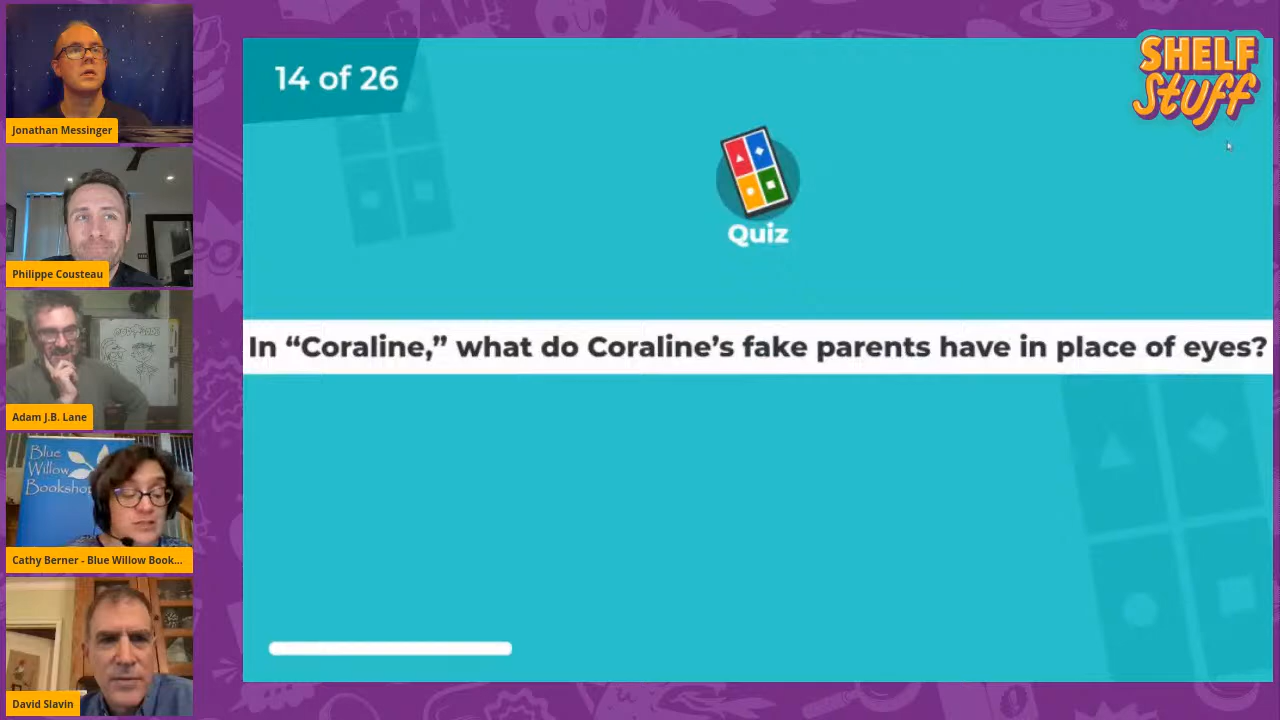 Jonathan Messinger
Philippe Cousteau
Adam J.B. Lane
Blue
Willow
Bookshop
Cathy Berner - Blue Willow Book...
David Slavin
14 of 26
SHELF
Stuff
Quiz
In “Coraline,” what do Coraline’s fake parents have in place of eyes?